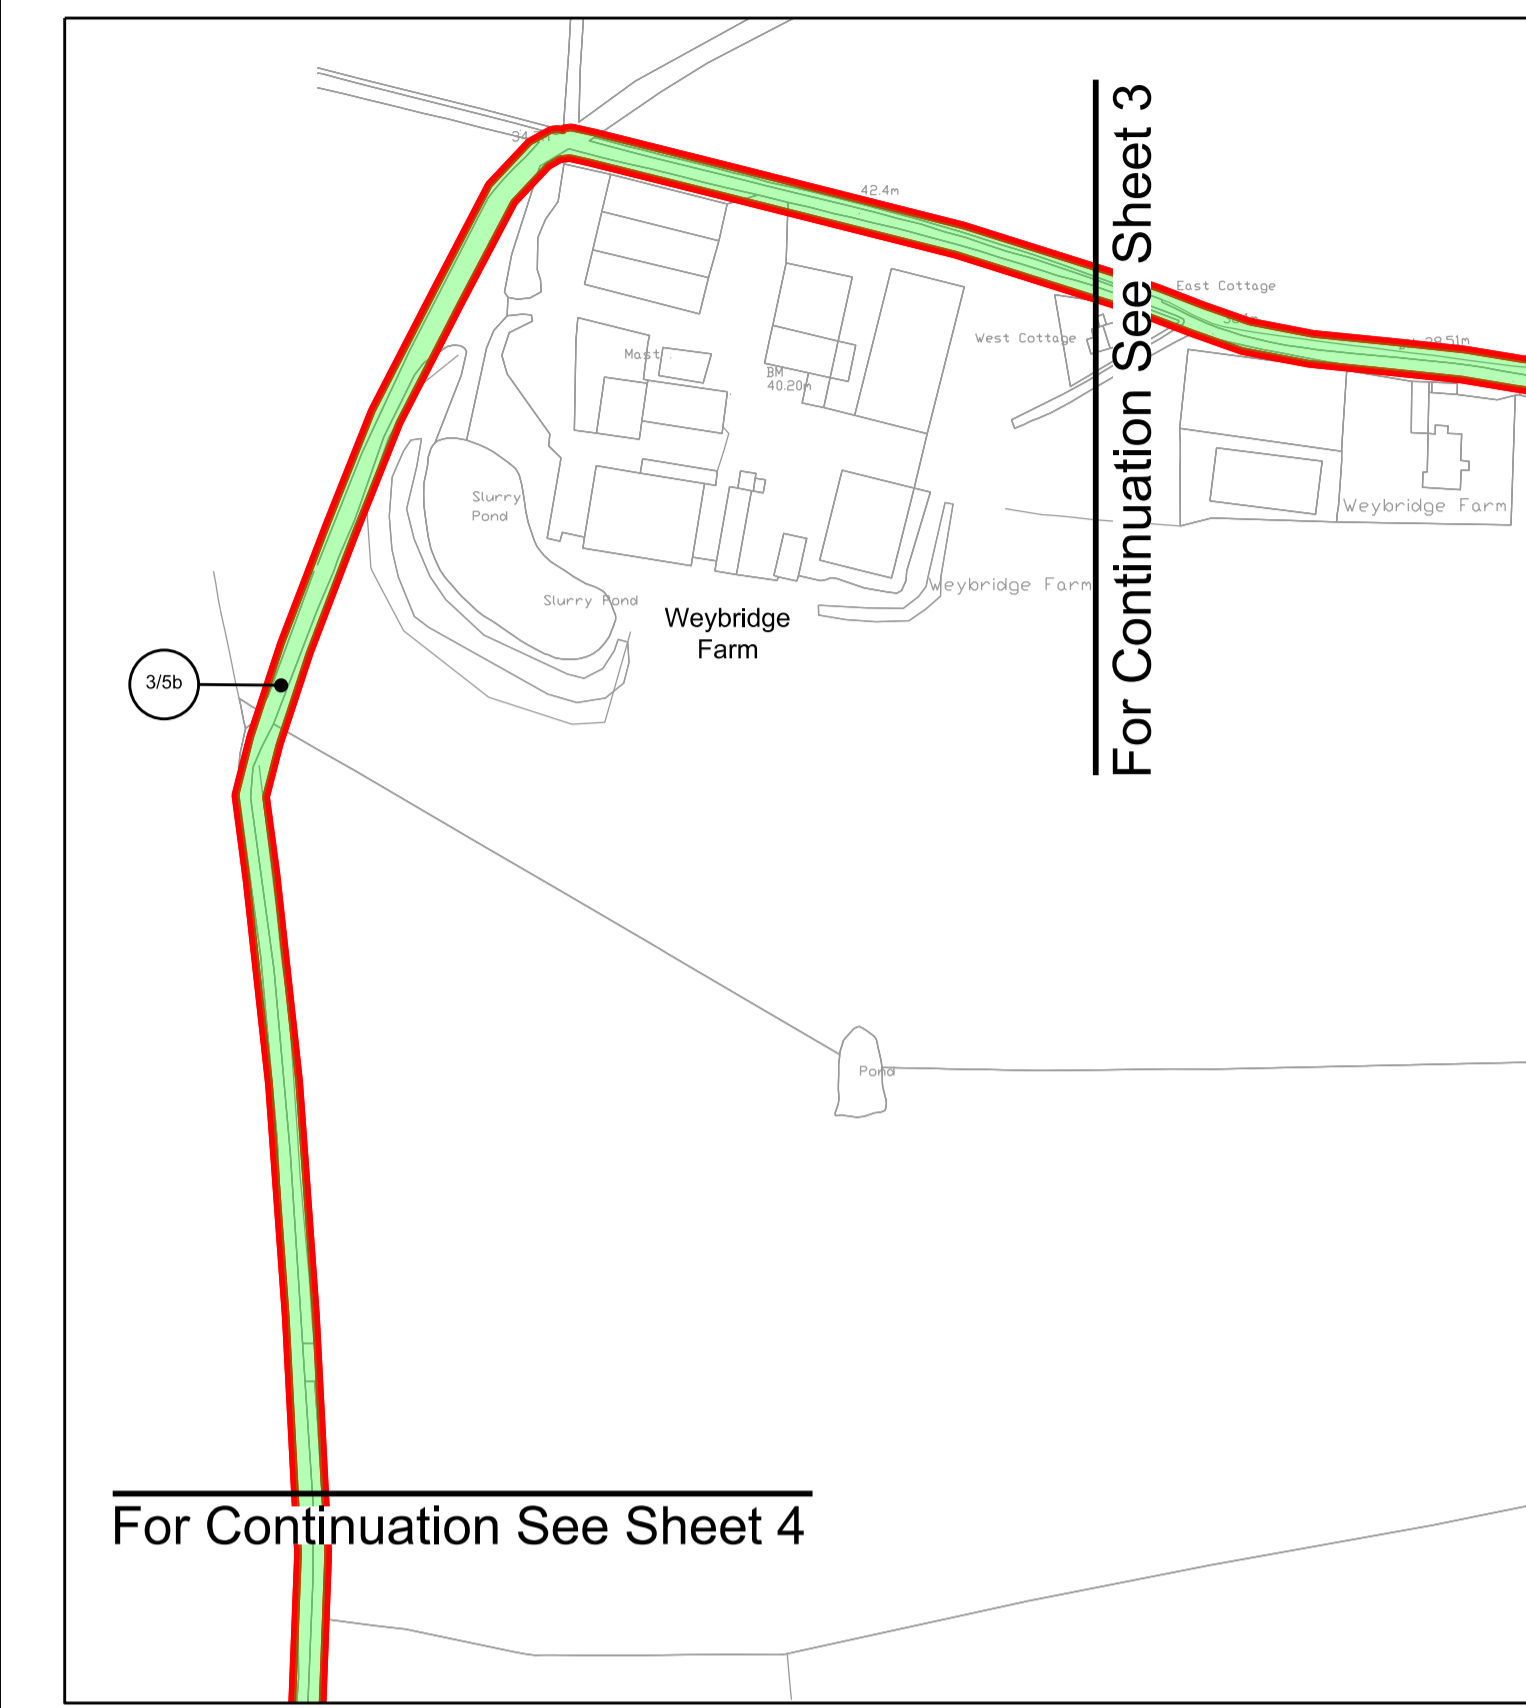 42.4m
For Continuation See Sheet 3
East Cottage
West Cottage
Mast
BM
40.20m
Slurry
Pond
Weybridge Farm
Weybridge Farm
Slurry Pond
Weybridge
Farm
3/5b
Pond
For Continuation See Sheet 4